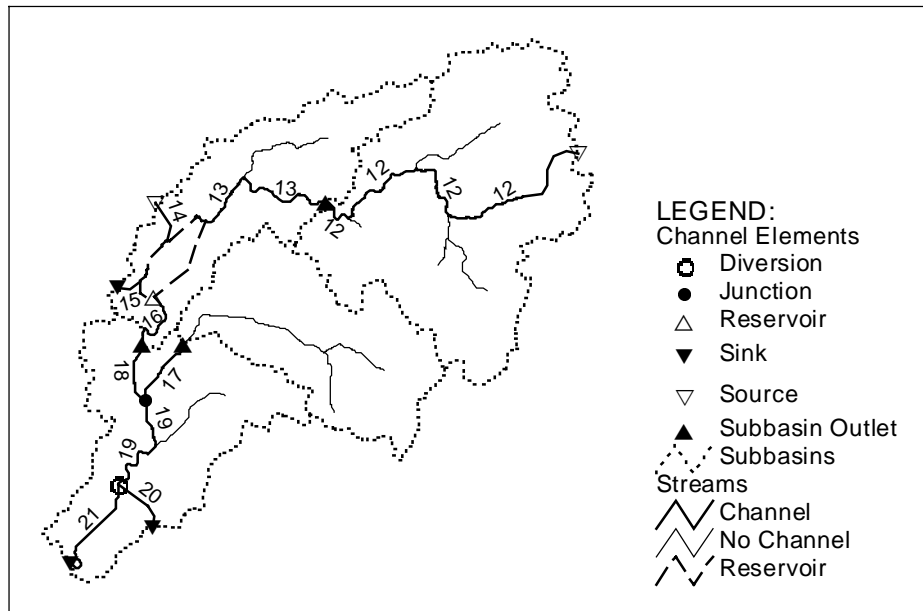 12
12
13
13
12
12
14
15
16
18
17
19
19
20
21
LEGEND:
Channel Elements
Diversion
Junction
Reservoir
Sink
Source
Subbasin Outlet
Subbasins
Streams
Channel
No Channel
Reservoir